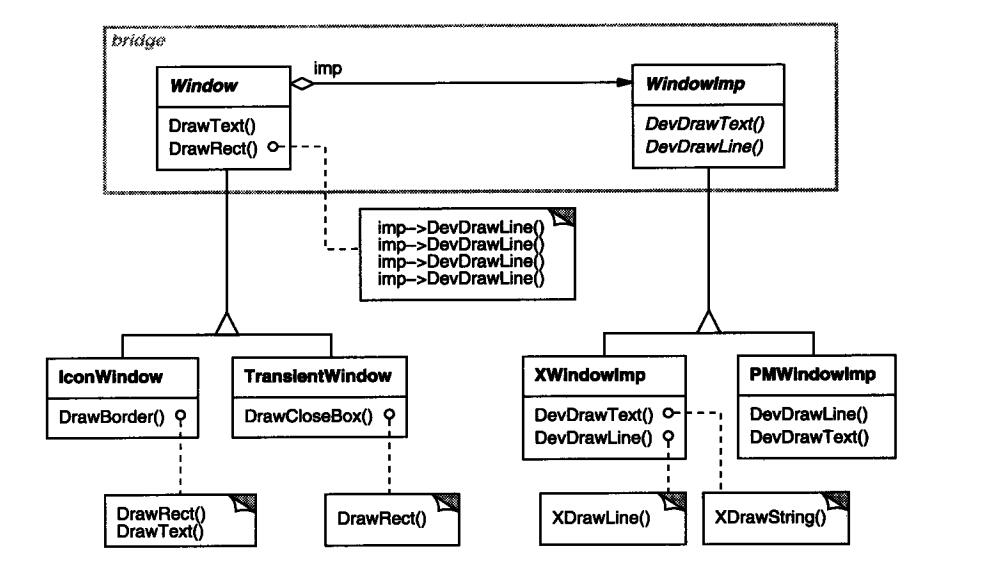 bridge
Window
imp
WindowImp
DrawText()
DrawRect()
DevDrawText()
DevDrawLine()
imp->DevDrawLine()
imp->DevDrawLine()
imp->DevDrawLine()
imp->DevDrawLine()
IconWindow
DrawBorder()
TransientWindow
DrawCloseBox()
XWindowImp
DevDrawText()
DevDrawLine()
PMWindowImp
DevDrawLine()
DevDrawText()
DrawRect()
DrawText()
DrawRect()
XDrawLine()
XDrawString()